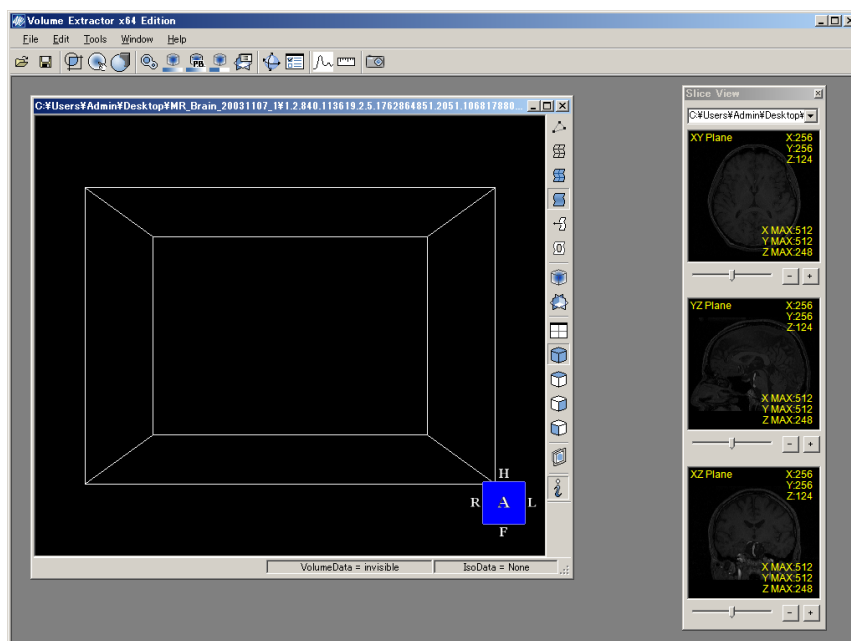 Volume Extractor x64 Edition
File Edit Tools Window Help
PB
C:¥Users¥Admin¥Desktop¥MR_Brain_20031107_1¥1.2.840.113619.2.5.1762864851.2051.106817880...
H
R A L
F
VolumeData = invisible IsoData = None
Slice View
C:¥Users¥Admin¥Desktop¥
XY Plane X:256
Y:256
Z:124
X MAX:512
Y MAX:512
Z MAX:248
- +
YZ Plane X:256
Y:256
Z:124
X MAX:512
Y MAX:512
Z MAX:248
- +
XZ Plane X:256
Y:256
Z:124
X MAX:512
Y MAX:512
Z MAX:248
- +